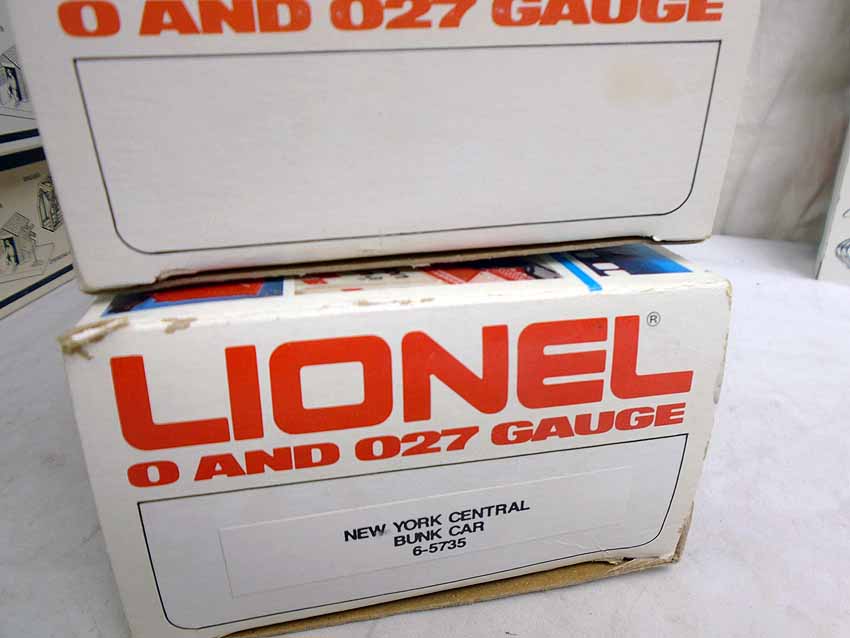 O AND O27 GAUGE
LIONEL®
O AND O27 GAUGE
NEW YORK CENTRAL
BUNK CAR
6-5735